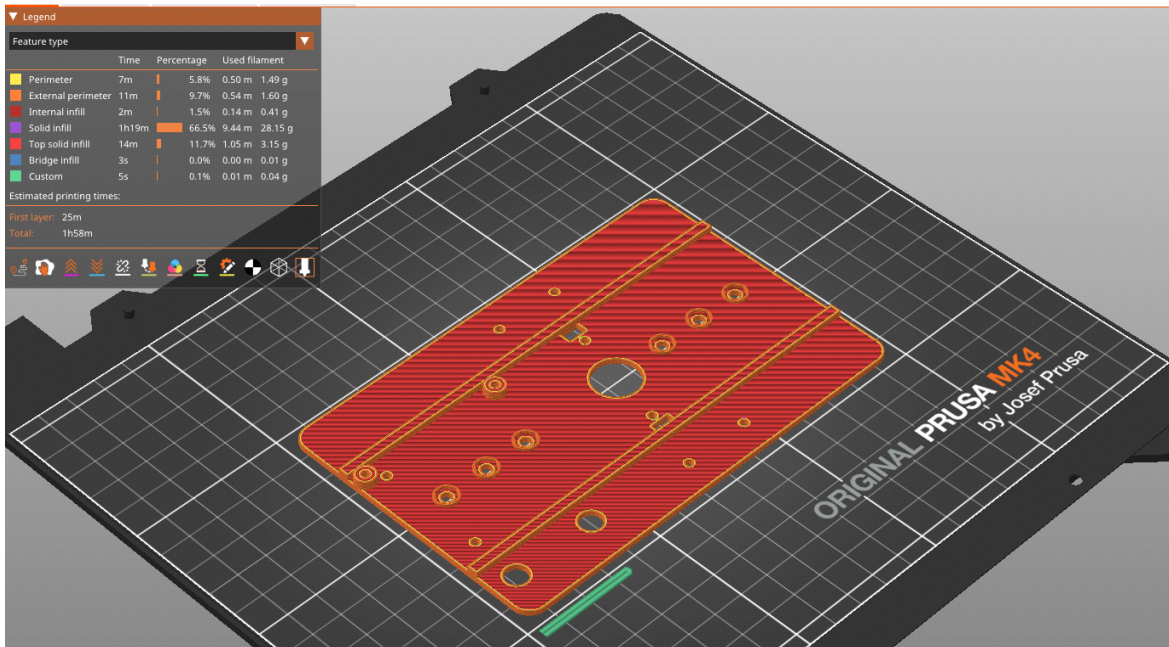 Legend
Feature type
Time Percentage Used filament
Perimeter 7m 5.8% 0.50 m 1.49 g
External perimeter 11m 9.7% 0.54 m 1.60 g
Internal infill 2m 1.5% 0.14 m 0.41 g
Solid infill 1h19m 66.5% 9.44 m 28.15 g
Top solid infill 14m 11.7% 1.05 m 3.15 g
Bridge infill 3s 0.0% 0.00 m 0.01 g
Custom 5s 0.1% 0.01 m 0.04 g
Estimated printing times:
First layer: 25m
Total: 1h58m
ORIGINAL PRUSA MK4
by Josef Prusa